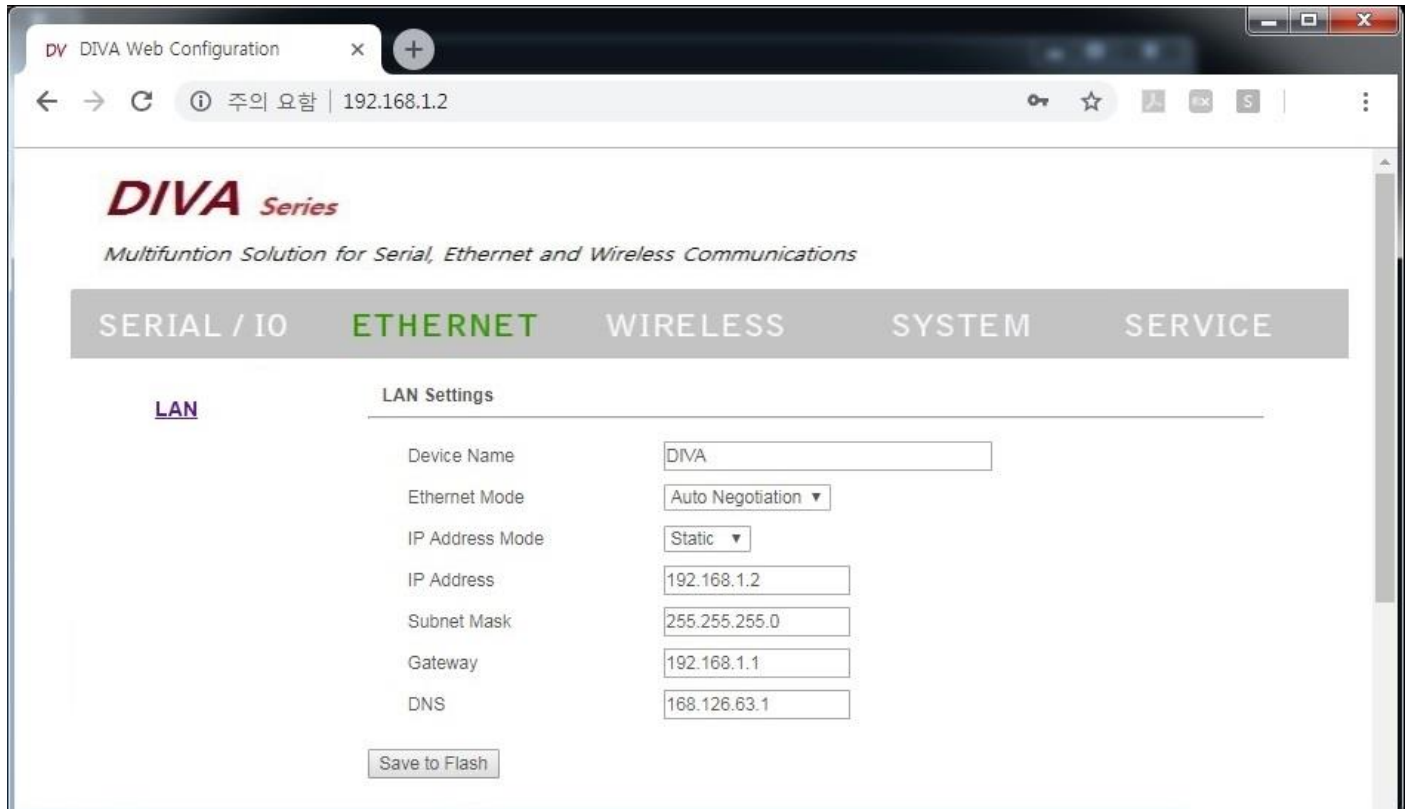 DV DIVA Web Configuration
주의 요함 | 192.168.1.2
DIVA Series
Multifuntion Solution for Serial, Ethernet and Wireless Communications
SERIAL / IO ETHERNET WIRELESS SYSTEM SERVICE
LAN
LAN Settings
Device Name DIVA
Ethernet Mode Auto Negotiation
IP Address Mode Static
IP Address 192.168.1.2
Subnet Mask 255.255.255.0
Gateway 192.168.1.1
DNS 168.126.63.1
Save to Flash